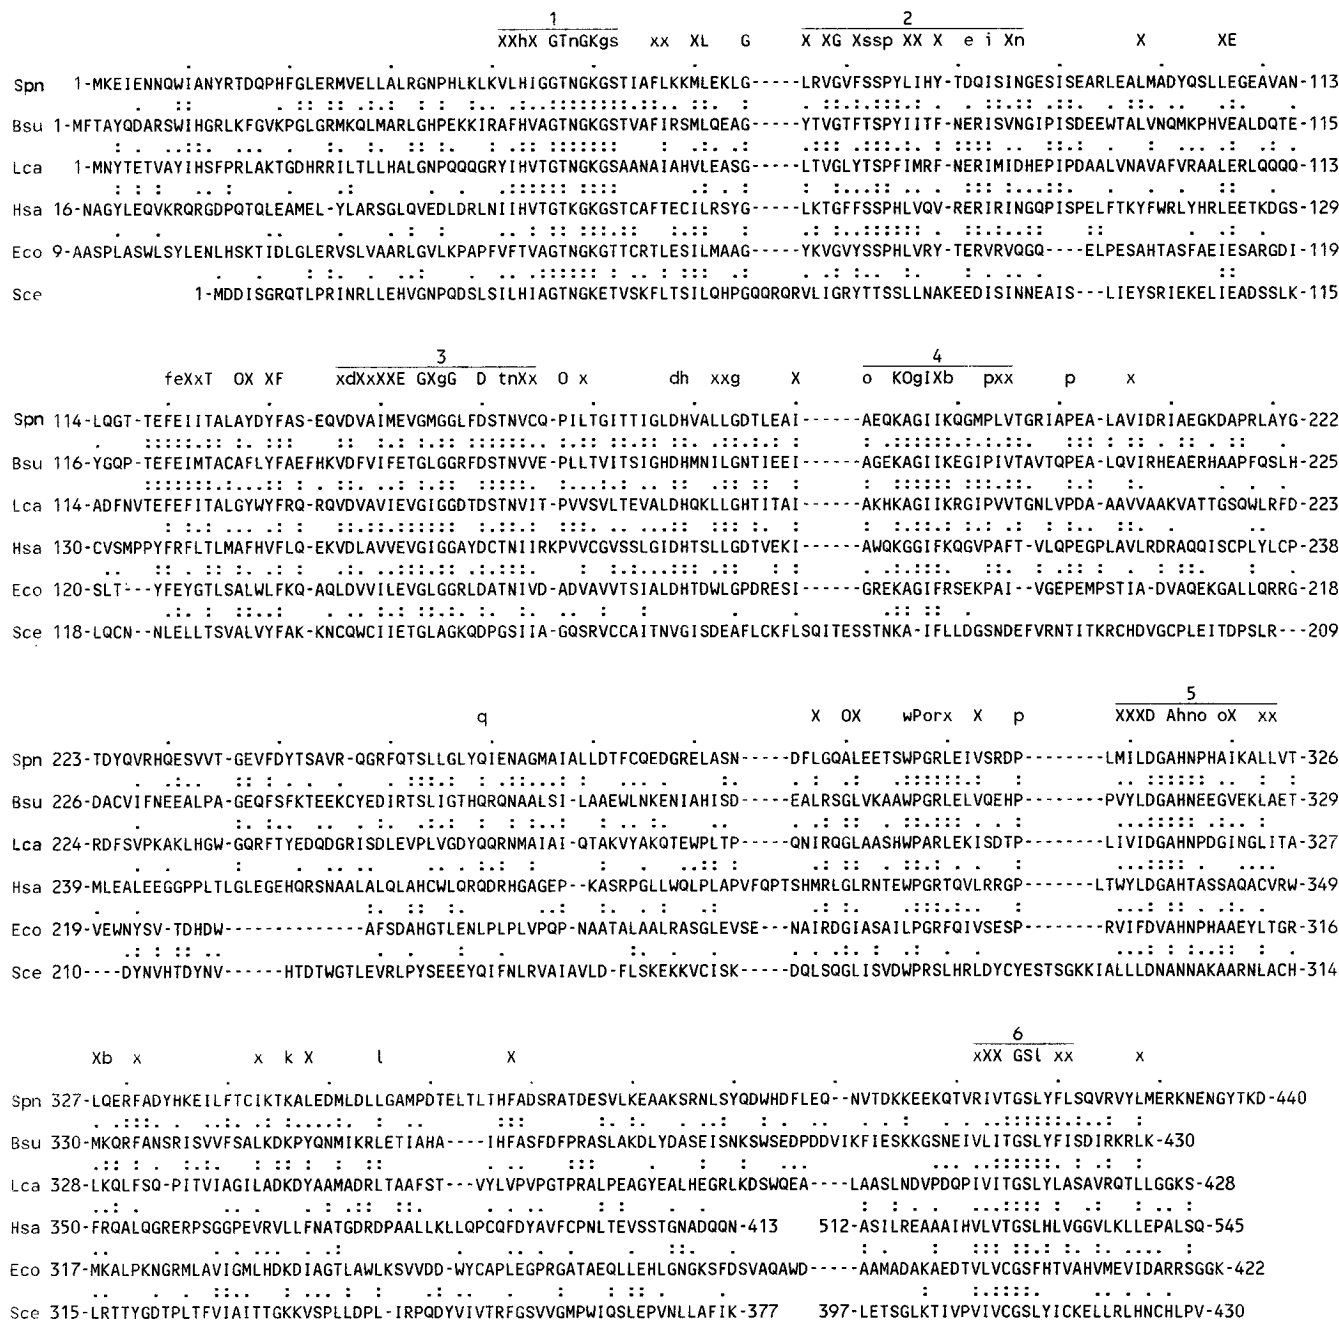 1 2
XXhX GTnGKgs xx XL G X XG Xssp XX X e i Xn X XE
Spn 1-MKEIENNQWIANYRTDQPHFGLERMVELLALRGNPHLKLKVLHIGGTNGKGSTIAFLKKMLEKLG-----LRVGVFSSPYLIHY-TDQISINGESISEARLEALMADYQSLLEGEAVAN-113
Bsu 1-MFTAYQDARSWIHGRLKFGVKPGLGRMKQLMARLGHPEKKIRAFHVAGTNGKGSTVAFIRSMLQEAG-----YTVGTFTSPYIITF-NERISVNGIPISDEEWTALVNQMKPHVEALDQTE-115
Lca 1-MNYTETVAYIHSFPRLAKTGDHRRILTLLHALGNPQQQGRYIHVTGTNGKGSAANAIAHVLEASG-----LTVGLYTSPFIMRF-NERIMIDHEPIPDAALVNAVAFVRAALERLQQQQ-113
Hsa 16-NAGYLEQVKRQRGDPQTQLEAMEL-YLARSGLQVEDLDRLNIIHVTGTKGKGSTCAFTECILRSYG-----LKTGFFSSPHLVQV-RERIRINGQPISPELFTKYFWRLYHRLEETKDGS-129
Eco 9-AASPLASWLSYLENLHSKTIDLGLERVSLVAARLGVLKPAPFVFTVAGTNGKGTTCRTLESILMAAG-----YKVGVYSSPHLVRY-TERVRVQGQ----ELPESAHTASFAEIESARGDI-119
Sce 1-MDDISGRQTLPRINRLLEHVGNPQDSLSILHIAGTNGKETVSKFLTSILQHPGQQRQRVLIGRYTTSSLLNAKEEDISINNEAIS---LIEYSRIEKELIEADSSLK-115
3 4
feXxT OX XF xdXxXXE GXgG D tnXx O x dh xxg X o KOgIXb pxx p x
Spn 114-LQGT-TEFEIITALAYDYFAS-EQVDVAIMEVGMGGLFDSTNVCQ-PILTGITTIGLDHVALLGDTLEAI------AEQKAGIIKQGMPLVTGRIAPEA-LAVIDRIAEGKDAPRLAYG-222
Bsu 116-YGQP-TEFEIMTACAFLYFAEFHKVDFVIFETGLGGRFDSTNVVE-PLLTVITSIGHDHMNILGNTIEEI------AGEKAGIIKEGIPIVTAVTQPEA-LQVIRHEAERHAAPFQSLH-225
Lca 114-ADFNVTEFEFITALGYWYFRQ-RQVDVAVIEVGIGGDTDSTNVIT-PVVSVLTEVALDHQKLLGHTITAI------AKHKAGIIKRGIPVVTGNLVPDA-AAVVAAKVATTGSQWLRFD-223
Hsa 130-CVSMPPYFRFLTLMAFHVFLQ-EKVDLAVVEVGIGGAYDCTNIIRKPVVCGVSSLGIDHTSLLGDTVEKI------AWQKGGIFKQGVPAFT-VLQPEGPLAVLRDRAQQISCPLYLCP-238
Eco 120-SLT---YFEYGTLSALWLFKQ-AQLDVVILEVGLGGRLDATNIVD-ADVAVVTSIALDHTDWLGPDRESI------GREKAGIFRSEKPAI--VGEPEMPSTIA-DVAQEKGALLQRRG-218
Sce 118-LQCN--NLELLTSVALVYFAK-KNCQWCIIETGLAGKQDPGSIIA-GQSRVCCAITNVGISDEAFLCKFLSQITESSTNKA-IFLLDGSNDEFVRNTITKRCHDVGCPLEITDPSLR---209
5
q X OX wPorx X p XXXD Ahno oX xx
Spn 223-TDYQVRHQESVVT-GEVFDYTSAVR-QGRFQTSLLGLYQIENAGMAIALLDTFCQEDGRELASN-----DFLGQALEETSWPGRLEIVSRDP--------LMILDGAHNPHAIKALLVT-326
Bsu 226-DACVIFNEEALPA-GEQFSFKTEEKCYEDIRTSLIGTHQRQNAALSI-LAAEWLNKENIAHISD-----EALRSGLVKAAWPGRLELVQEHP--------PVYLDGAHNEEGVEKLAET-329
Lca 224-RDFSVPKAKLHGW-GQRFTYEDQDGRISDLEVPLVGDYQQRNMAIAI-QTAKVYAKQTEWPLTP-----QNIRQGLAASHWPARLEKISDTP--------LIVIDGAHNPDGINGLITA-327
Hsa 239-MLEALEEGGPPLTLGLEGEHQRSNAALALQLAHCWLQRQDRHGAGEP--KASRPGLLWQLPLAPVFQPTSHMRLGLRNTEWPGRTQVLRRGP--------LTWYLDGAHTASSAQACVRW-349
Eco 219-VEWNYSV-TDHDW--------------AFSDAHGTLENLPLPLVPQP-NAATALAALRASGLEVSE---NAIRDGIASAILPGRFQIVSESP--------RVIFDVAHNPHAAEYLTGR-316
Sce 210----DYNVHTDYNV------HTDTWGTLEVRLPYSEEEYQIFNLRVAIAVLD-FLSKEKKVCISK-----DQLSQGLISVDWPRSLHRLDYCYESTSGKKIALLLDNANNAKAARNLACH-314
6
Xb x x k X l X xXX GSl xx x
Spn 327-LQERFADYHKEILFTCIKTKALEDMLDLLGAMPDTELTLTHFADSRATDESVLKEAAKSRNLSYQDWHDFLEQ--NVTDKKEEKQTVRIVTGSLYFLSQVRVYLMERKNENGYTKD-440
Bsu 330-MKQRFANSRISVVFSALKDKPYQNMIKRLETIAHA----IHFASFDFPRASLAKDLYDASEISNKSWSEDPDDVIKFIESKKGSNEIVLITGSLYFISDIRKRLK-430
Lca 328-LKQLFSQ-PITVIAGILADKDYAAMADRLTAAFST---VYLVPVPGTPRALPEAGYEALHEGRLKDSWQEA----LAASLNDVPDQPIVITGSLYLASAVRQTLLGGKS-428
Hsa 350-FRQALQGRERPSGGPEVRVLLFNATGDRDPAALLKLLQPCQFDYAVFCPNLTEVSSTGNADQQN-413 512-ASILREAAAIHVLVTGSLHLVGGVLKLLEPALSQ-545
Eco 317-MKALPKNGRMLAVIGMLHDKDIAGTLAWLKSVVDD-WYCAPLEGPRGATAEQLLEHLGNGKSFDSVAQAWD-----AAMADAKAEDTVLVCGSFHTVAHVMEVIDARRSGGK-422
Sce 315-LRTTYGDTPLTFVIAITTGKKVSPLLDPL-IRPQDYVIVTRFGSVVGMPWIQSLEPVNLLAFIK-377 397-LETSGLKTIVPVIVCGSLYICKELLRLHNCHLPV-430